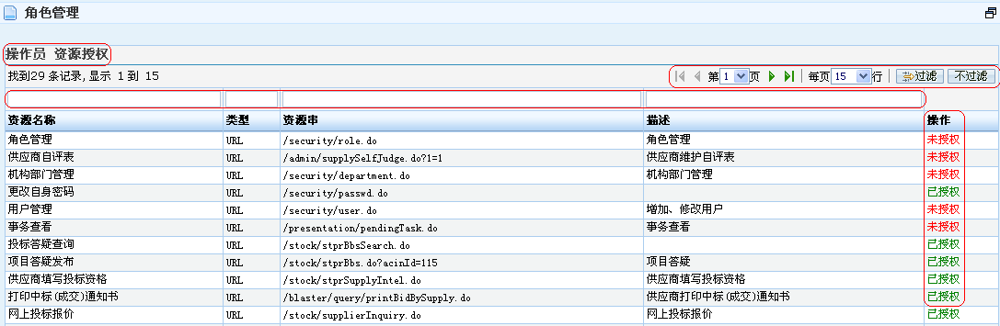 角色管理
操作员 资源授权
找到29 条记录, 显示 1 到 15 第 1 页 每页 15 行 过滤 不过滤
资源名称 类型 资源串 描述 操作
角色管理 URL /security/role.do 角色管理 未授权
供应商自评表 URL /admin/supplySelfJudge.do?1=1 供应商维护自评表 未授权
机构部门管理 URL /security/department.do 机构部门管理 未授权
更改自身密码 URL /security/passwd.do 已授权
用户管理 URL /security/user.do 增加、修改用户 未授权
事务查看 URL /presentation/pendingTask.do 事务查看 未授权
投标答疑查询 URL /stock/stprBbsSearch.do 已授权
项目答疑发布 URL /stock/stprBbs.do?acinId=115 项目答疑 已授权
供应商填写投标资格 URL /stock/stprSupplyIntel.do 供应商填写投标资格 已授权
打印中标(成交)通知书 URL /blaster/query/printBidBySupply.do 供应商打印中标(成交)通知书 已授权
网上投标报价 URL /stock/supplierInquiry.do 网上投标报价 已授权